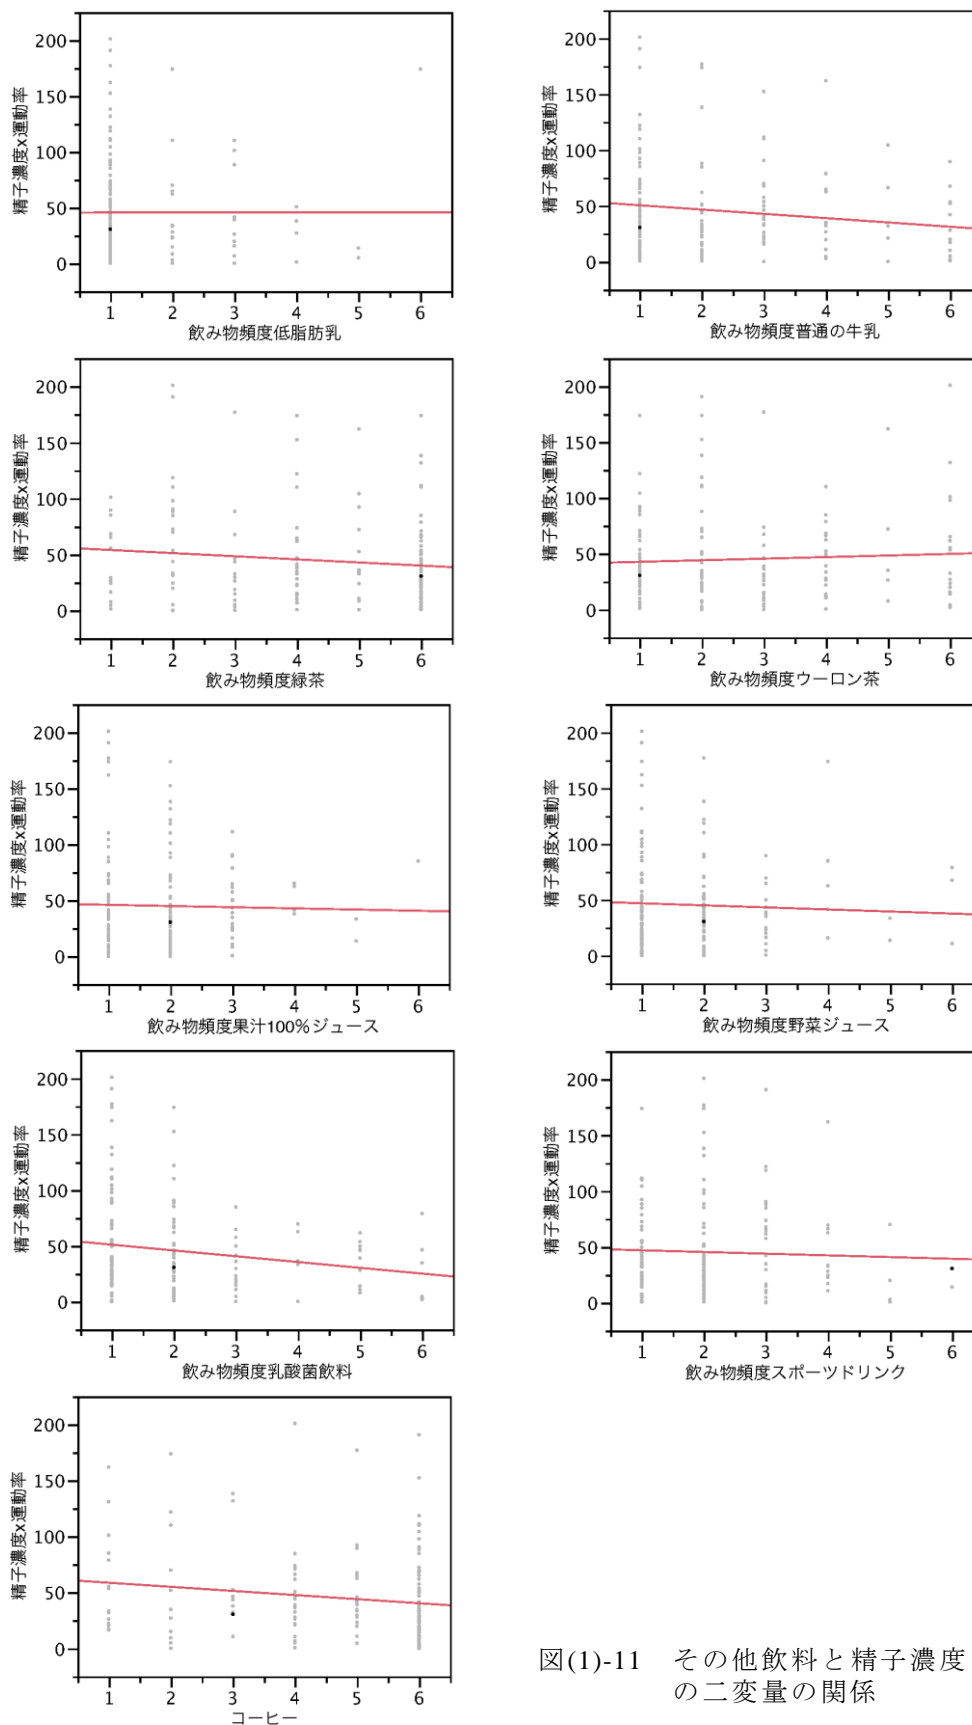 200
150
100
50
0
精子濃度x運動率
1 2 3 4 5 6
飲み物頻度低脂肪乳
200
150
100
50
0
精子濃度x運動率
1 2 3 4 5 6
飲み物頻度普通の牛乳
200
150
100
50
0
精子濃度x運動率
1 2 3 4 5 6
飲み物頻度緑茶
200
150
100
50
0
精子濃度x運動率
1 2 3 4 5 6
飲み物頻度ウーロン茶
200
150
100
50
0
精子濃度x運動率
1 2 3 4 5 6
飲み物頻度果汁100%ジュース
200
150
100
50
0
精子濃度x運動率
1 2 3 4 5 6
飲み物頻度野菜ジュース
200
150
100
50
0
精子濃度x運動率
1 2 3 4 5 6
飲み物頻度乳酸菌飲料
200
150
100
50
0
精子濃度x運動率
1 2 3 4 5 6
飲み物頻度スポーツドリンク
200
150
100
50
0
精子濃度x運動率
1 2 3 4 5 6
コーヒー
図(1)-11 その他飲料と精子濃度
の二変量の関係